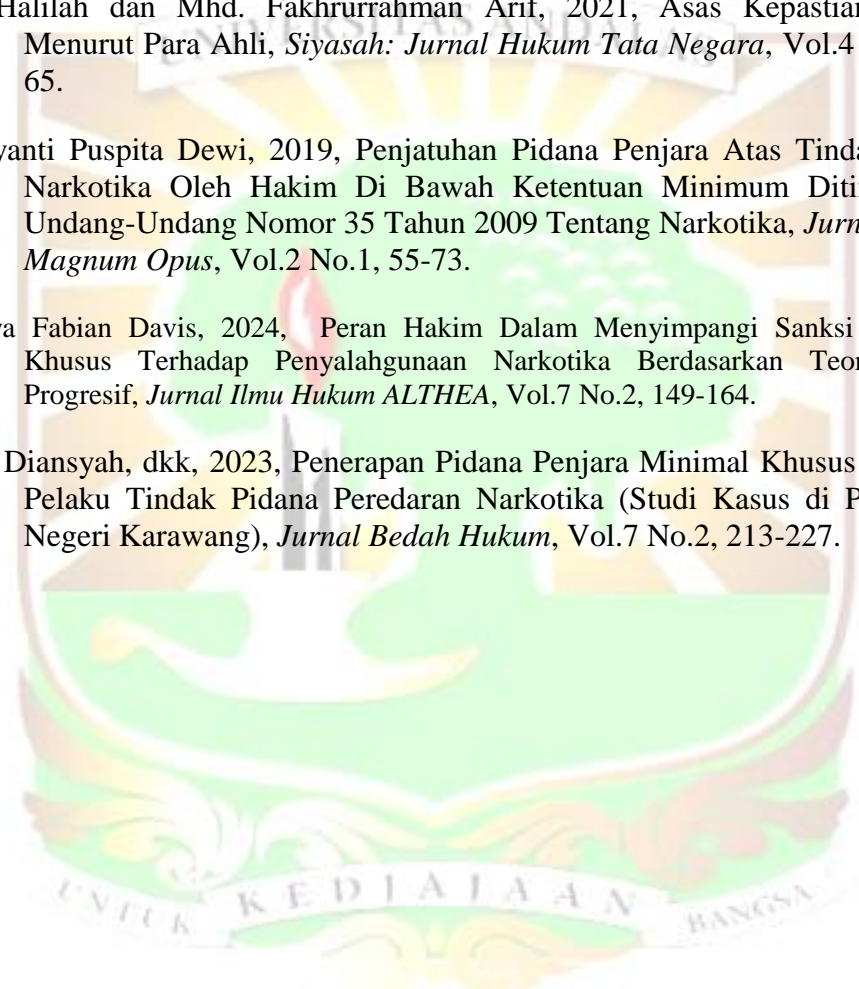 Halilah dan Mhd. Fakhrurrahman Arif, 2021, Asas Kepastian
Menurut Para Ahli, Siyasah: Jurnal Hukum Tata Negara, Vol.4
65.
yanti Puspita Dewi, 2019, Penjatuhan Pidana Penjara Atas Tinda
Narkotika Oleh Hakim Di Bawah Ketentuan Minimum Diti
Undang-Undang Nomor 35 Tahun 2009 Tentang Narkotika, Jurn
Magnum Opus, Vol.2 No.1, 55-73.
a Fabian Davis, 2024, Peran Hakim Dalam Menyimpangi Sanksi
Khusus Terhadap Penyalahgunaan Narkotika Berdasarkan Teor
Progresif, Jurnal Ilmu Hukum ALTHEA, Vol.7 No.2, 149-164.
Diansyah, dkk, 2023, Penerapan Pidana Penjara Minimal Khusus
Pelaku Tindak Pidana Peredaran Narkotika (Studi Kasus di P
Negeri Karawang), Jurnal Bedah Hukum, Vol.7 No.2, 213-227.
UNIVERSITAS ANDALAS
UNTUK KEDJAJAAN BANGSA